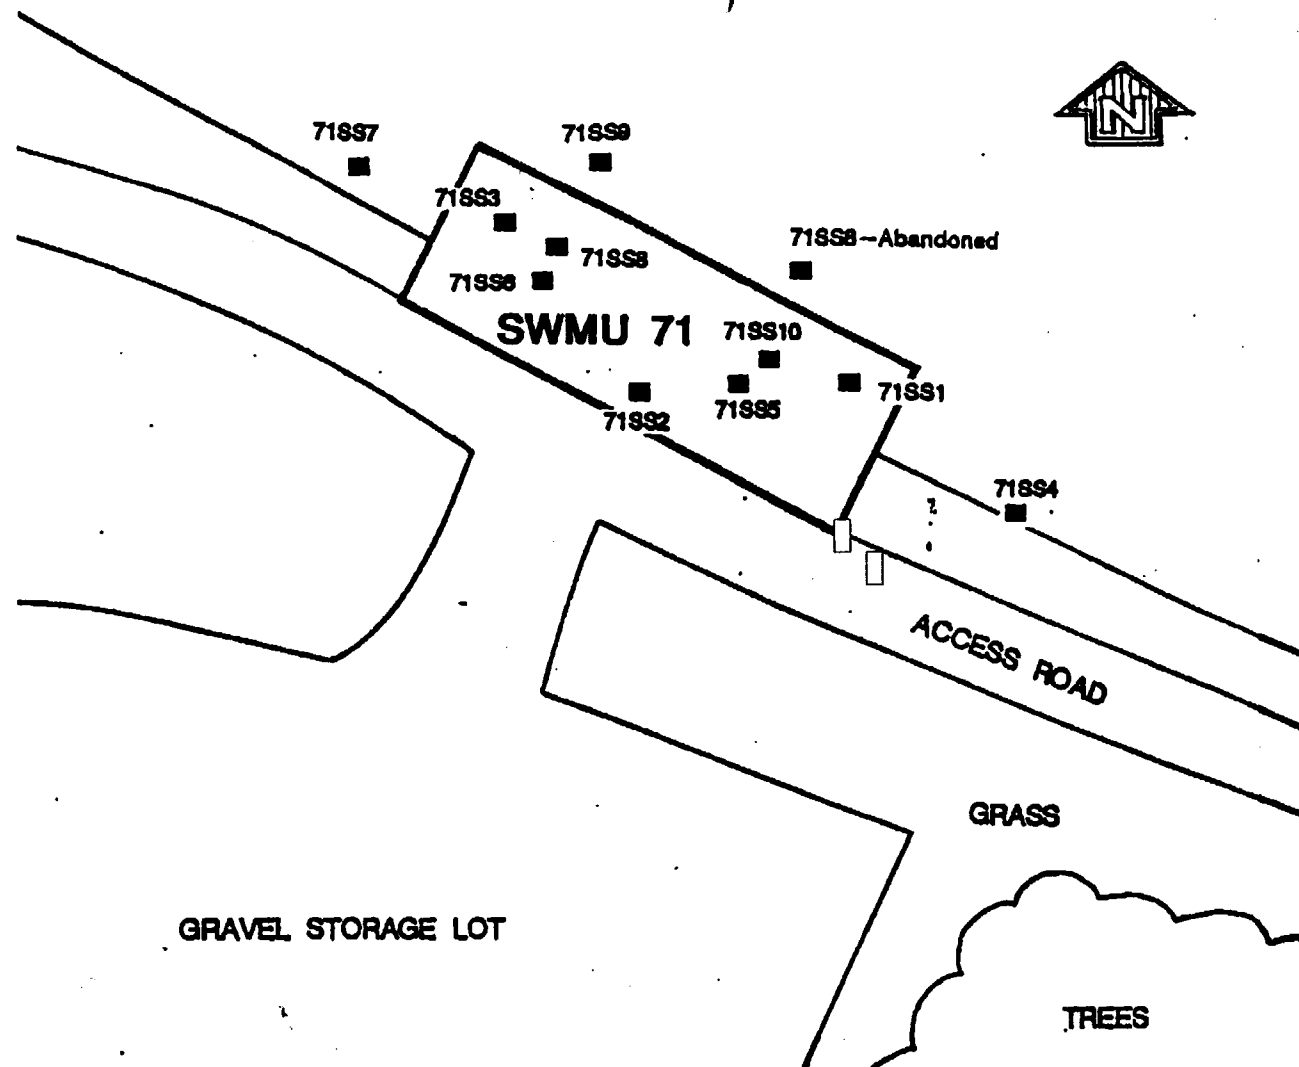 N
71SS7
71SS9
71SS3
71SS8-Abandoned
71SS8
71SS6
SWMU 71
71SS10
71SS1
71SS5
71SS2
71SS4
ACCESS ROAD
GRASS
GRAVEL STORAGE LOT
TREES